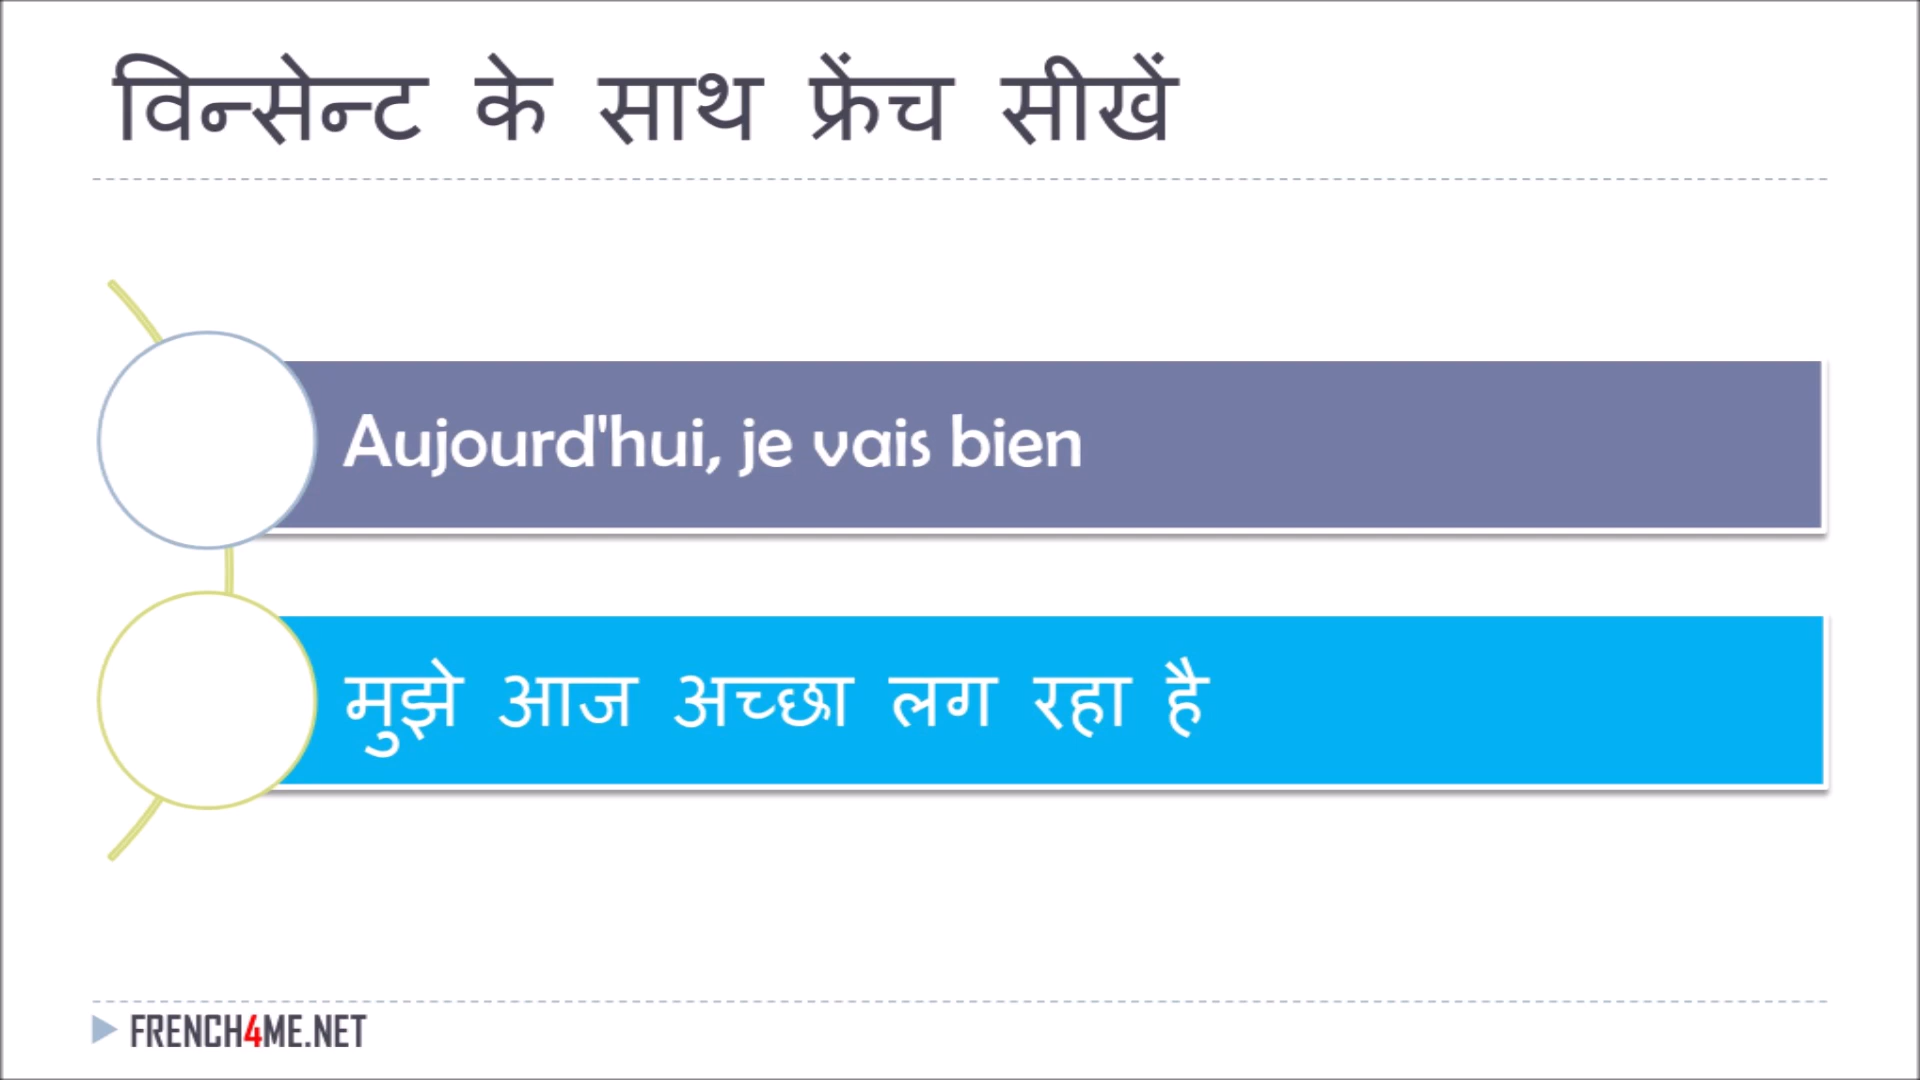 विन्सेन्ट के साथ फ्रेंच सीखें
Aujourd'hui, je vais bien
मुझे आज अच्छा लग रहा है
FRENCH4ME.NET